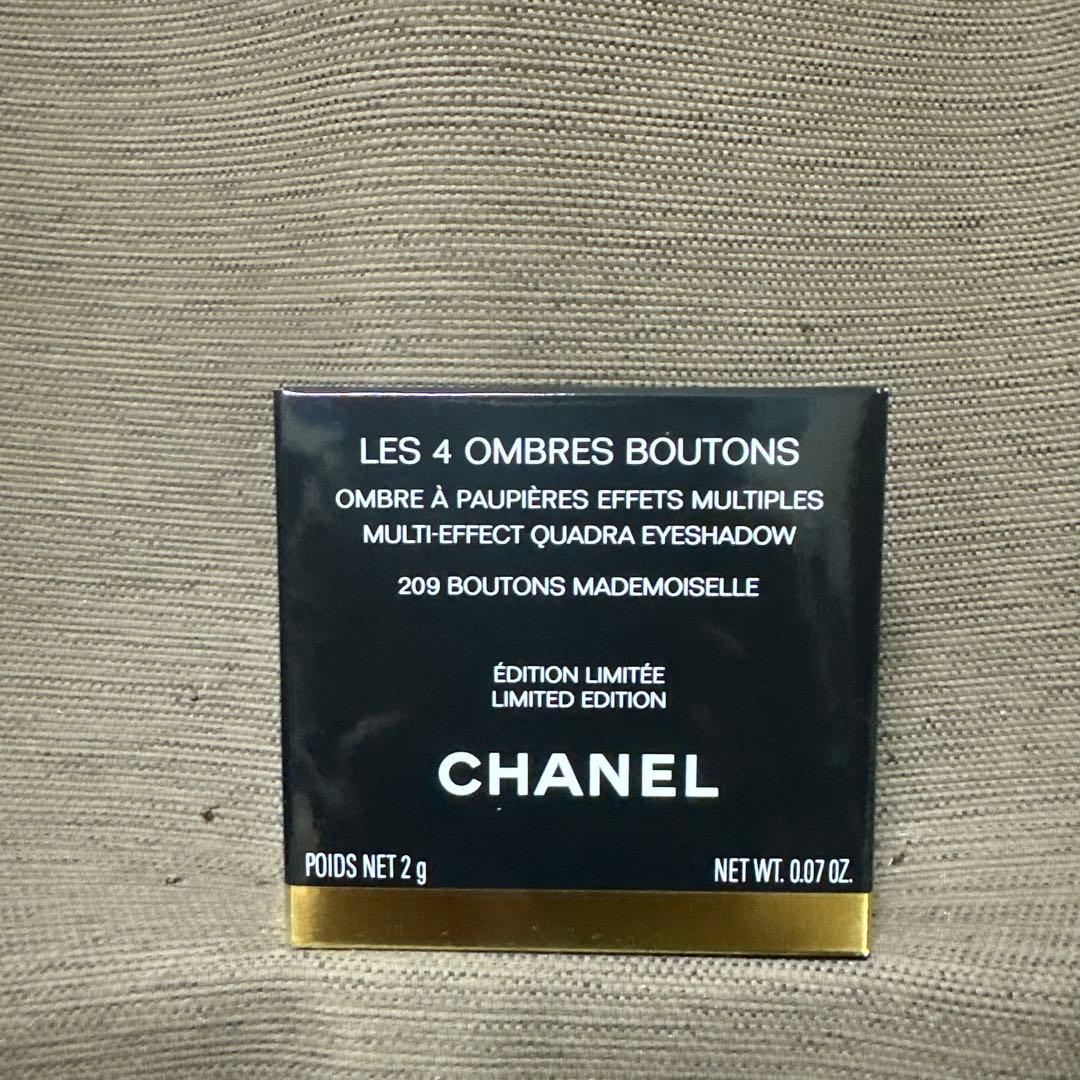 LES 4 OMBRES BOUTONS
OMBRE À PAUPIÈRES EFFETS MULTIPLES
MULTI-EFFECT QUADRA EYESHADOW
209 BOUTONS MADEMOISELLE
ÉDITION LIMITÉE
LIMITED EDITION
CHANEL
POIDS NET 2 g NET WT. 0.07 OZ.